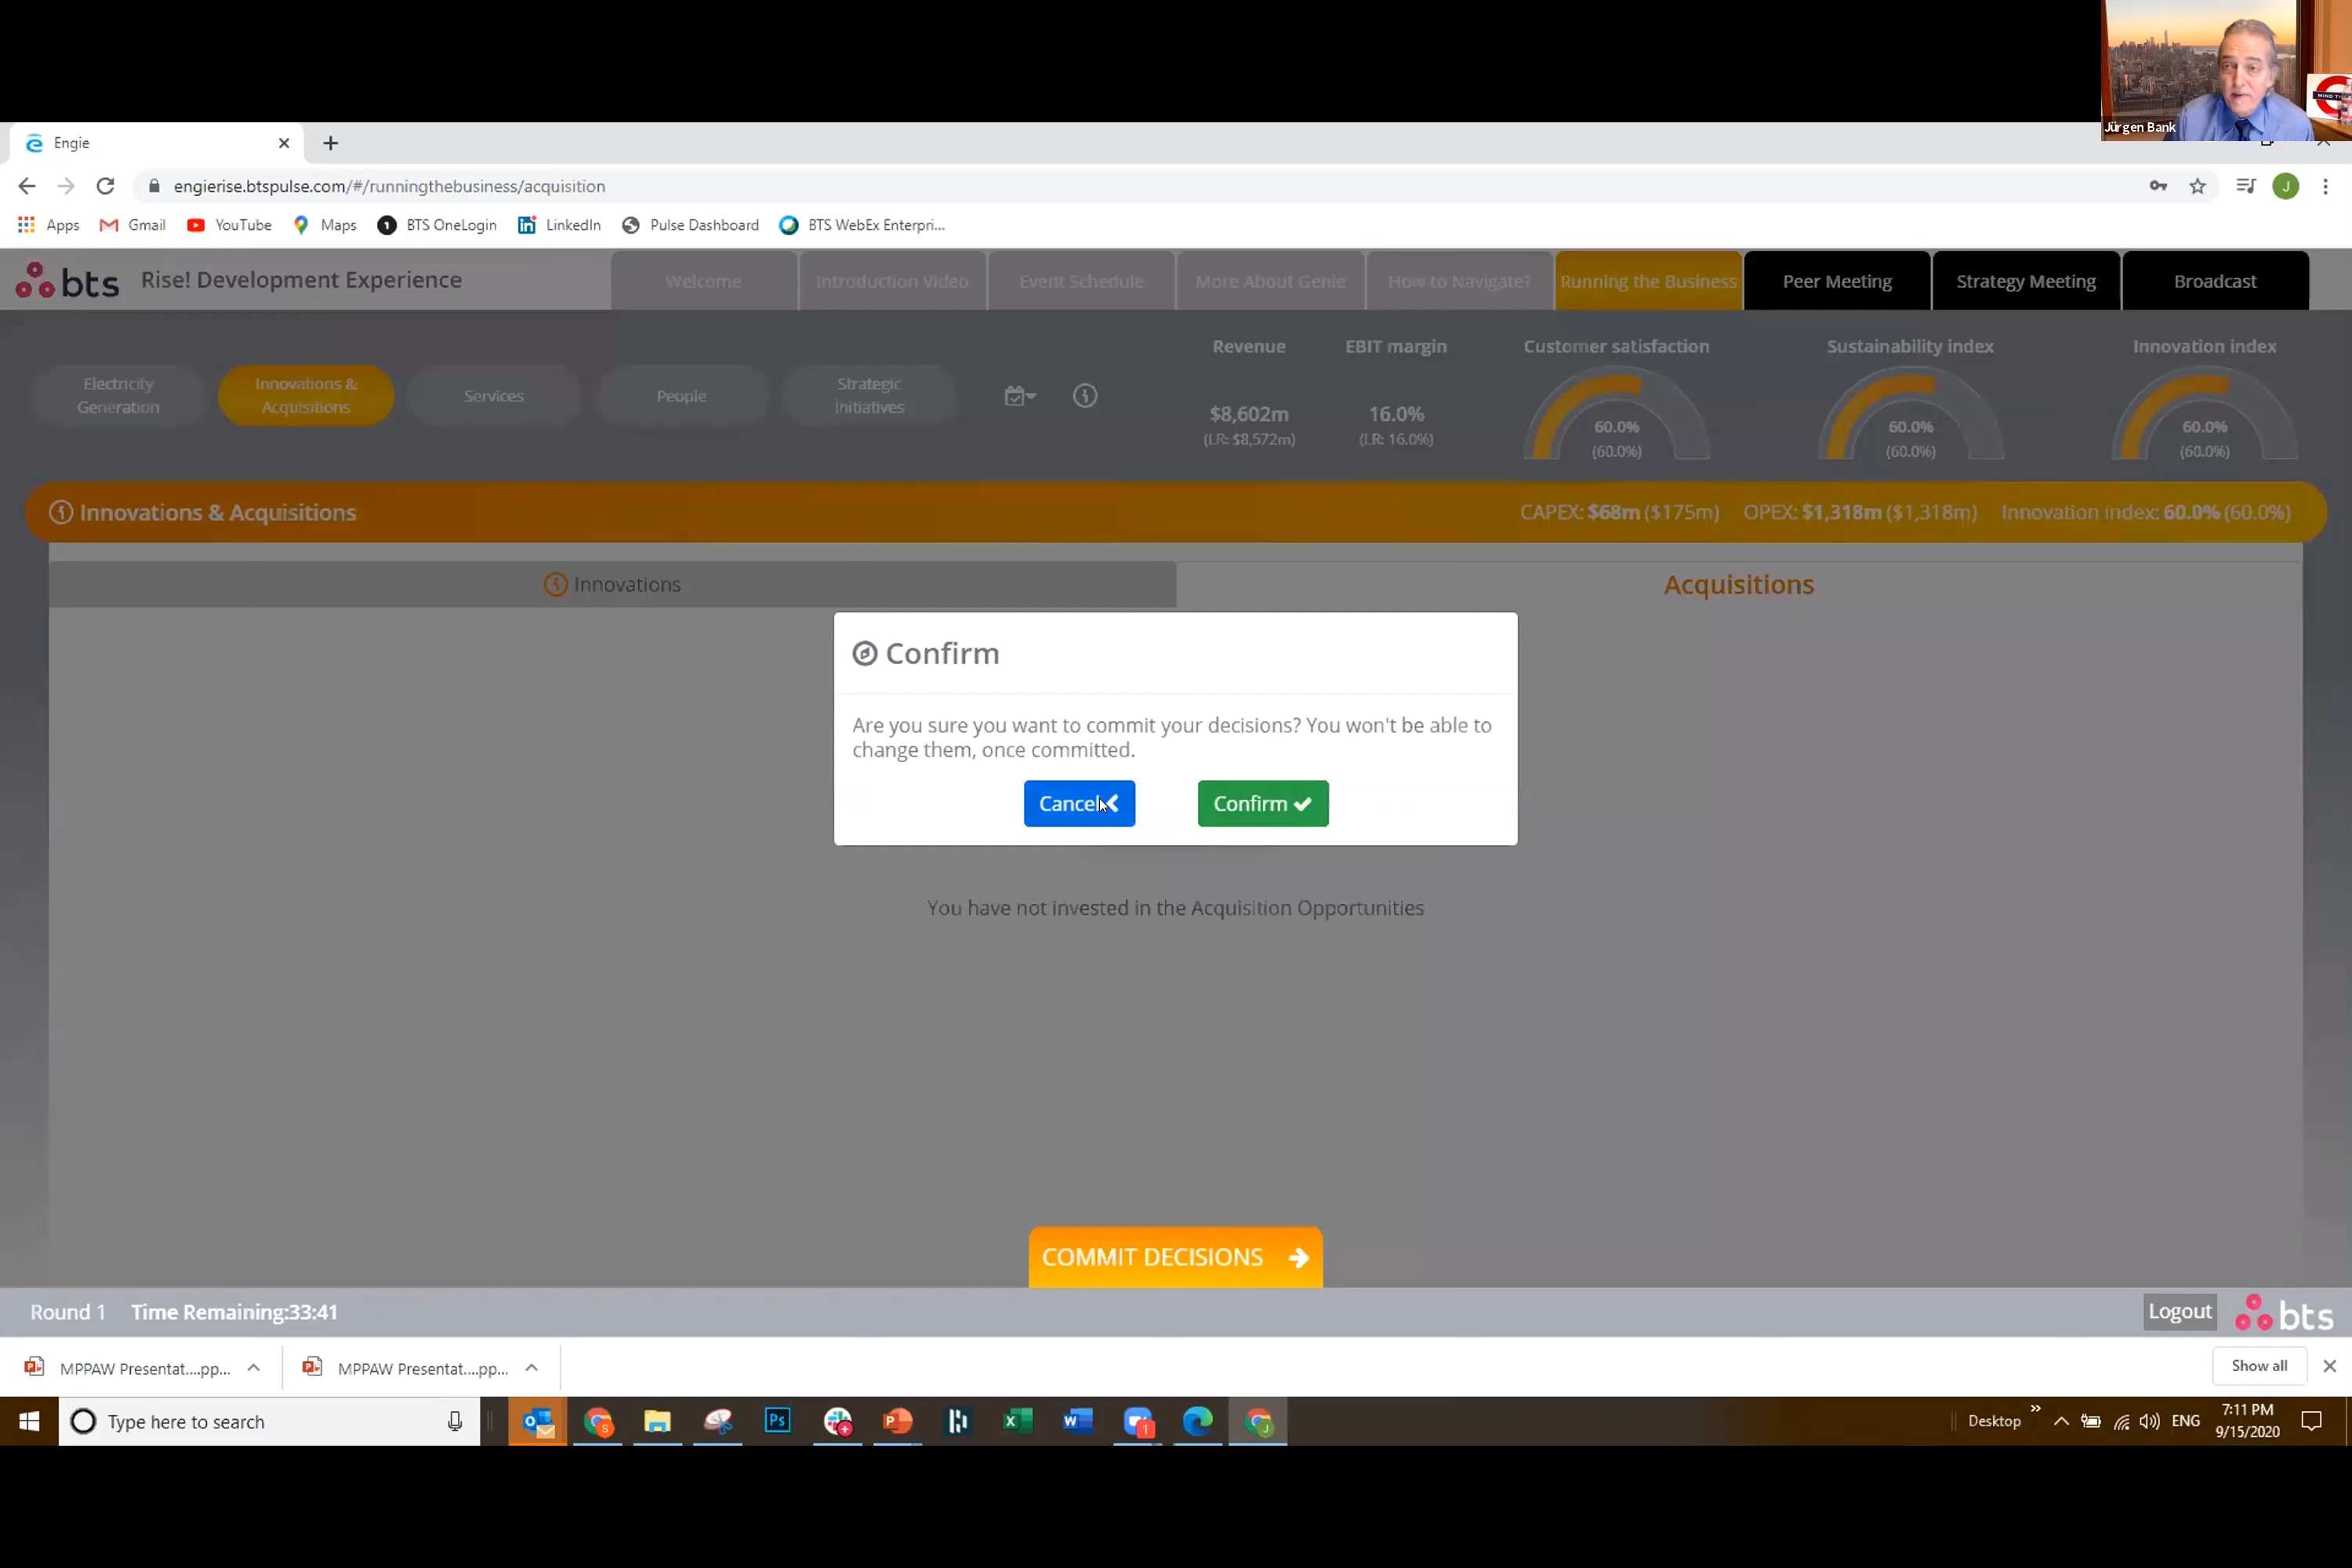 Jürgen Bank
MIND TH
Engie
engierise.btspulse.com/#/runningthebusiness/acquisition
J
Apps Gmail YouTube Maps BTS OneLogin LinkedIn Pulse Dashboard BTS WebEx Enterpri...
bts Rise! Development Experience
Welcome Introduction Video Event Schedule More About Genie How to Navigate? Running the Business Peer Meeting Strategy Meeting Broadcast
Electricity
Generation
Innovations &
Acquisitions
Services
People
Strategic
Initiatives
Revenue
$8,602m
(LR: $8,572m)
EBIT margin
16.0%
(LR: 16.0%)
Customer satisfaction
60.0%
(60.0%)
Sustainability index
60.0%
(60.0%)
Innovation index
60.0%
(60.0%)
Innovations & Acquisitions
CAPEX: $68m ($175m) OPEX: $1,318m ($1,318m) Innovation index: 60.0% (60.0%)
Innovations
Acquisitions
Confirm
Are you sure you want to commit your decisions? You won't be able to
change them, once committed.
Cancel
Confirm
You have not invested in the Acquisition Opportunities
COMMIT DECISIONS
Round 1 Time Remaining:33:41
Logout
bts
MPPAW Presentat....pp...
MPPAW Presentat....pp...
Show all
Type here to search
Desktop
ENG
7:11 PM
9/15/2020